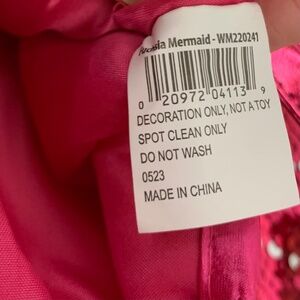 Mermaid - WM220241
0 20972 04113 9
DECORATION ONLY, NOT A TOY
SPOT CLEAN ONLY
DO NOT WASH
0523
MADE IN CHINA